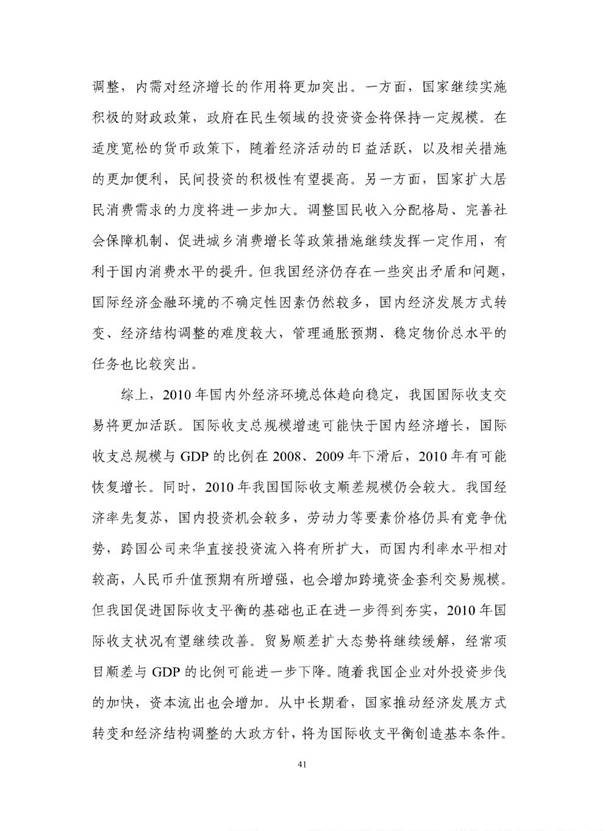 调整，内需对经济增长的作用将更加突出。一方面，国家继续实施
积极的财政政策，政府在民生领域的投资资金将保持一定规模。在
适度宽松的货币政策下，随着经济活动的日益活跃，以及相关措施
的更加便利，民间投资的积极性有望提高。另一方面，国家扩大居
民消费需求的力度将进一步加大。调整国民收入分配格局、完善社
会保障机制、促进城乡消费增长等政策措施继续发挥一定作用，有
利于国内消费水平的提升。但我国经济仍存在一些突出矛盾和问题，
国际经济金融环境的不确定性因素仍然较多，国内经济发展方式转
变、经济结构调整的难度较大，管理通胀预期、稳定物价总水平的
任务也比较突出。
综上，2010 年国内外经济环境总体趋向稳定，我国国际收支交
易将更加活跃。国际收支总规模增速可能快于国内经济增长，国际
收支总规模与 GDP 的比例在 2008、2009 年下滑后，2010 年有可能
恢复增长。同时，2010 年我国国际收支顺差规模仍会较大。我国经
济率先复苏，国内投资机会较多，劳动力等要素价格仍具有竞争优
势，跨国公司来华直接投资流入将有所扩大，而国内利率水平相对
较高，人民币升值预期有所增强，也会增加跨境资金套利交易规模。
但我国促进国际收支平衡的基础也正在进一步得到夯实，2010 年国
际收支状况有望继续改善。贸易顺差扩大态势将继续缓解，经常项
目顺差与 GDP 的比例可能进一步下降。随着我国企业对外投资步伐
的加快，资本流出也会增加。从中长期看，国家推动经济发展方式
转变和经济结构调整的大政方针，将为国际收支平衡创造基本条件。
41